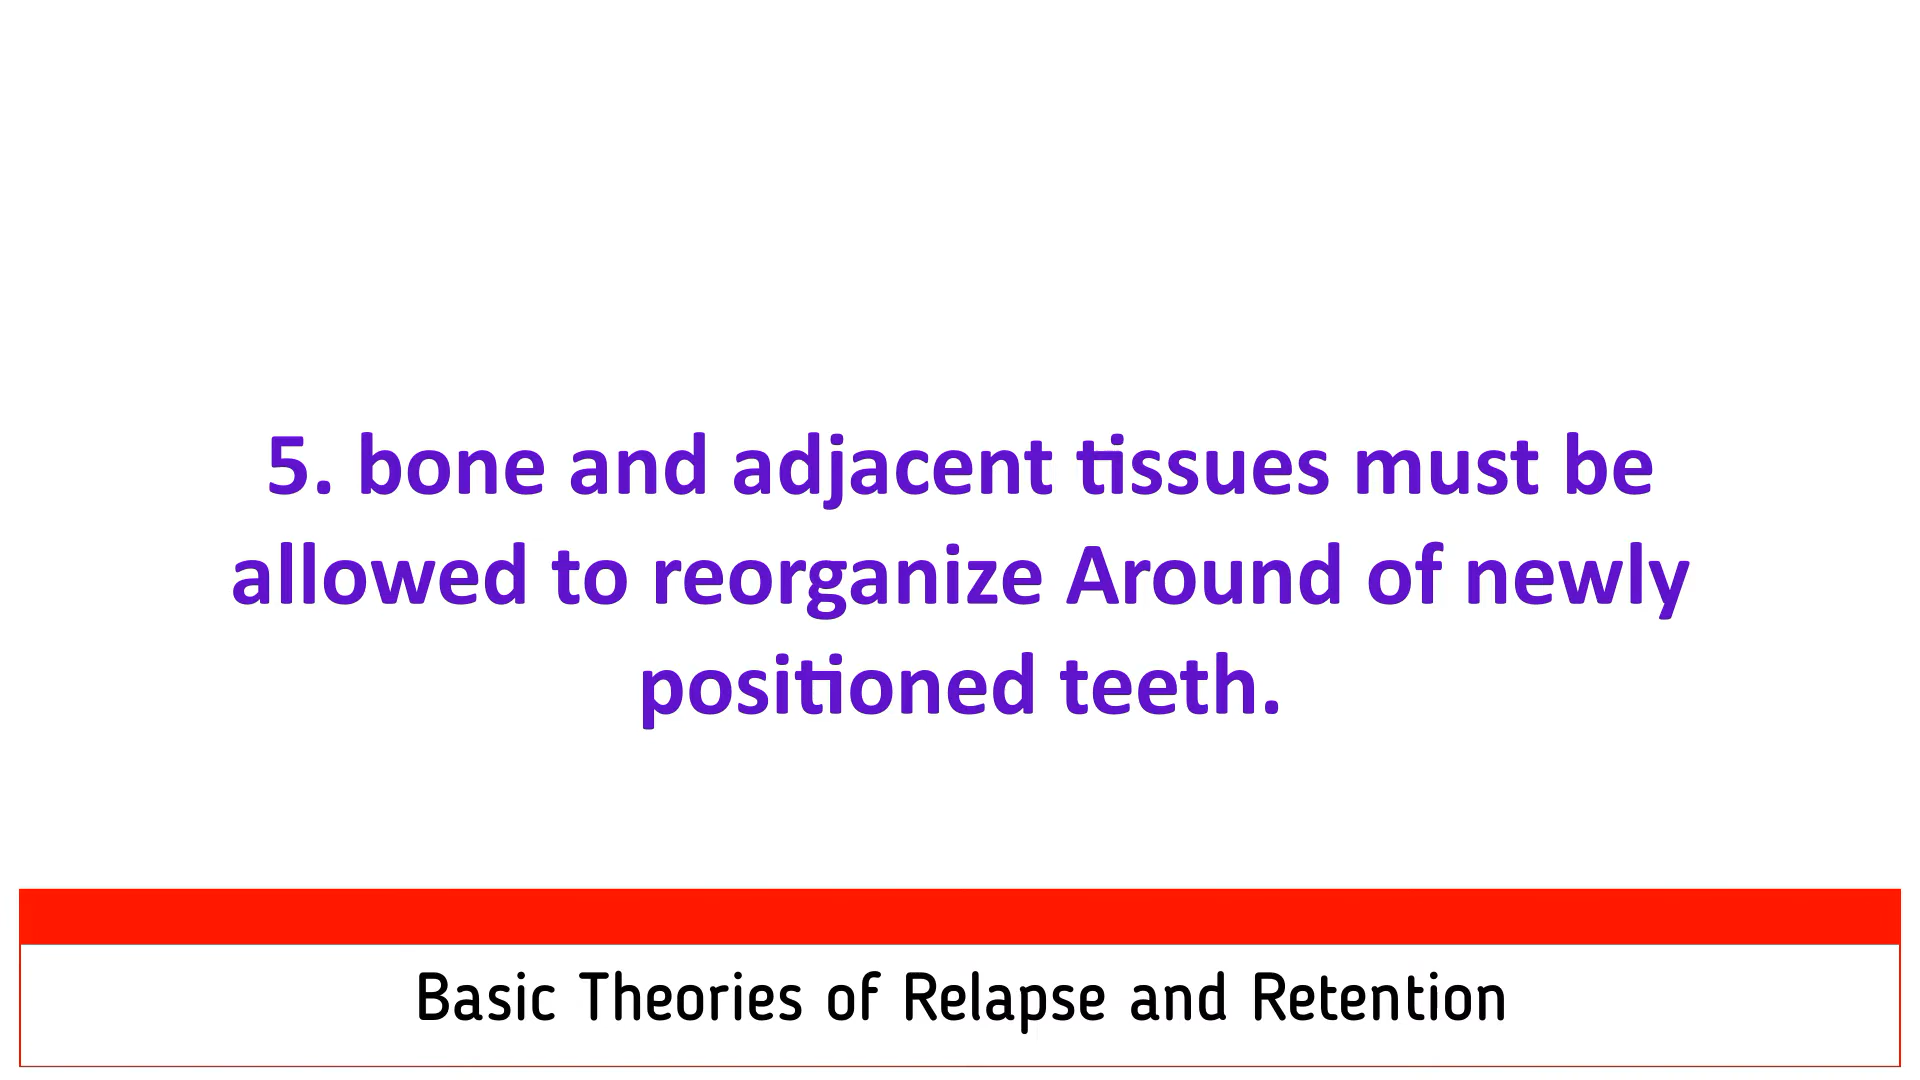 5. bone and adjacent tissues must be
allowed to reorganize Around of newly
positioned teeth.
Basic Theories of Relapse and Retention